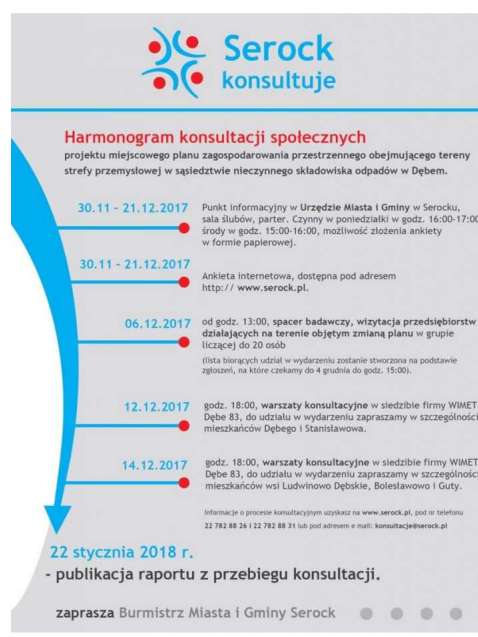 Serock
konsultuje
Harmonogram konsultacji społecznych
projektu miejscowego planu zagospodarowania przestrzennego obejmującego tereny
strefy przemysłowej w sąsiedztwie nieczynnego składowiska odpadów w Dębem.
30.11 - 21.12.2017
Punkt informacyjny w Urzędzie Miasta i Gminy w Serocku,
sala ślubów, parter. Czynny w poniedziałki w godz. 16:00-17:00
środy w godz. 15:00-16:00, możliwość złożenia ankiety
w formie papierowej.
30.11 - 21.12.2017
Ankieta internetowa, dostępna pod adresem
http:// www.serock.pl.
06.12.2017
od godz. 13:00, spacer badawczy, wizytacja przedsiębiorstw
działających na terenie objętym zmianą planu w grupie
liczącej do 20 osób
(lista biorących udział w wydarzeniu zostanie stworzona na podstawie
zgłoszeń, na które czekamy do 4 grudnia do godz. 15:00).
12.12.2017
godz. 18:00, warszaty konsultacyjne w siedzibie firmy WIMET
Dębe 83, do udziału w wydarzeniu zapraszamy w szczególności
mieszkańców Dębego i Stanisławowa.
14.12.2017
godz. 18:00, warszaty konsultacyjne w siedzibie firmy WIMET
Dębe 83, do udziału w wydarzeniu zapraszamy w szczególności
mieszkańców wsi Ludwinowo Dębskie, Bolesławowo i Guty.
Informacje o procesie konsultacyjnym uzyskasz na www.serock.pl, pod nr telefonu
22 782 88 26 i 22 782 88 31 lub pod adresem e mail: konsultacje@serock.pl
22 stycznia 2018 r.
- publikacja raportu z przebiegu konsultacji.
zaprasza Burmistrz Miasta i Gminy Serock